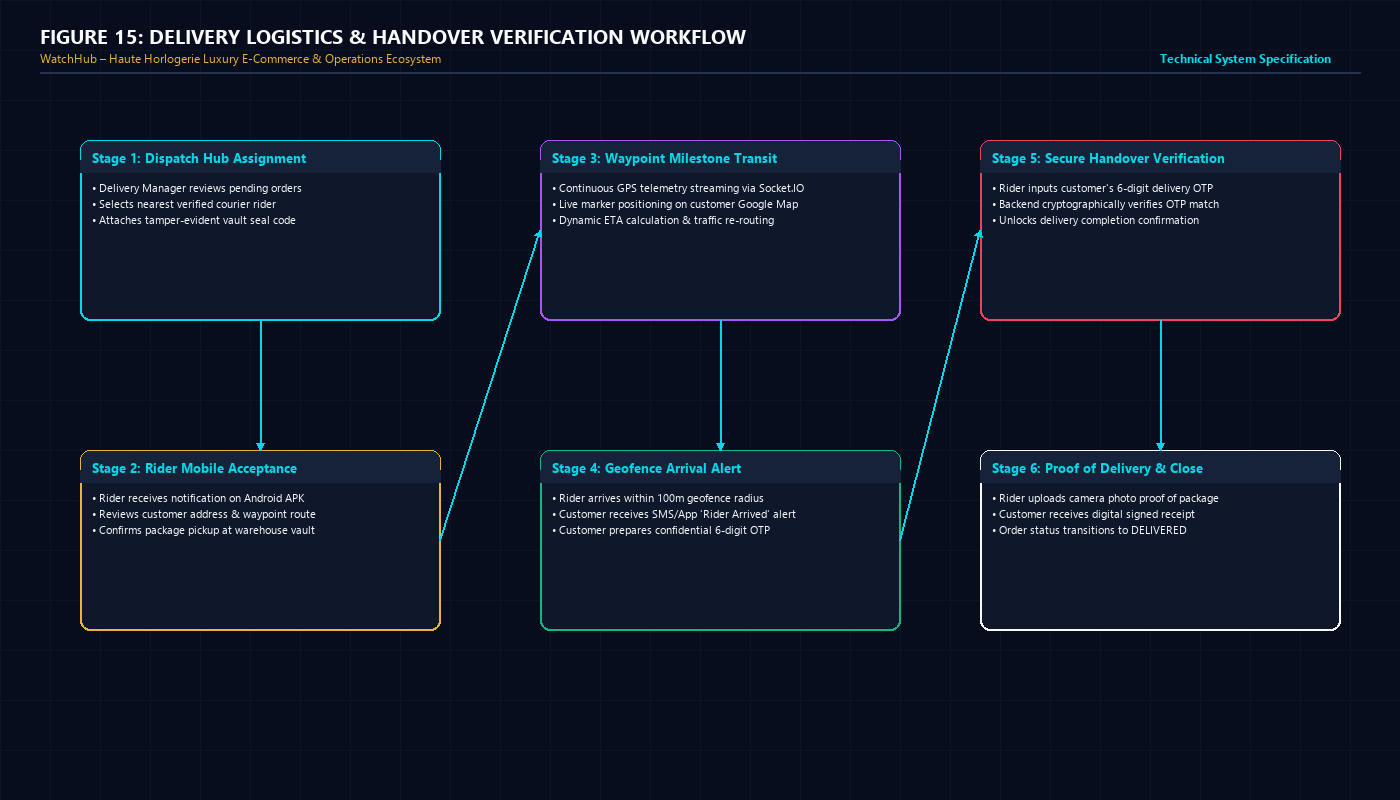 FIGURE 15: DELIVERY LOGISTICS & HANDOVER VERIFICATION WORKFLOW
WatchHub – Haute Horlogerie Luxury E-Commerce & Operations Ecosystem
Technical System Specification
Stage 1: Dispatch Hub Assignment
• Delivery Manager reviews pending orders
• Selects nearest verified courier rider
• Attaches tamper-evident vault seal code
Stage 2: Rider Mobile Acceptance
• Rider receives notification on Android APK
• Reviews customer address & waypoint route
• Confirms package pickup at warehouse vault
Stage 3: Waypoint Milestone Transit
• Continuous GPS telemetry streaming via Socket.IO
• Live marker positioning on customer Google Map
• Dynamic ETA calculation & traffic re-routing
Stage 4: Geofence Arrival Alert
• Rider arrives within 100m geofence radius
• Customer receives SMS/App 'Rider Arrived' alert
• Customer prepares confidential 6-digit OTP
Stage 5: Secure Handover Verification
• Rider inputs customer's 6-digit delivery OTP
• Backend cryptographically verifies OTP match
• Unlocks delivery completion confirmation
Stage 6: Proof of Delivery & Close
• Rider uploads camera photo proof of package
• Customer receives digital signed receipt
• Order status transitions to DELIVERED